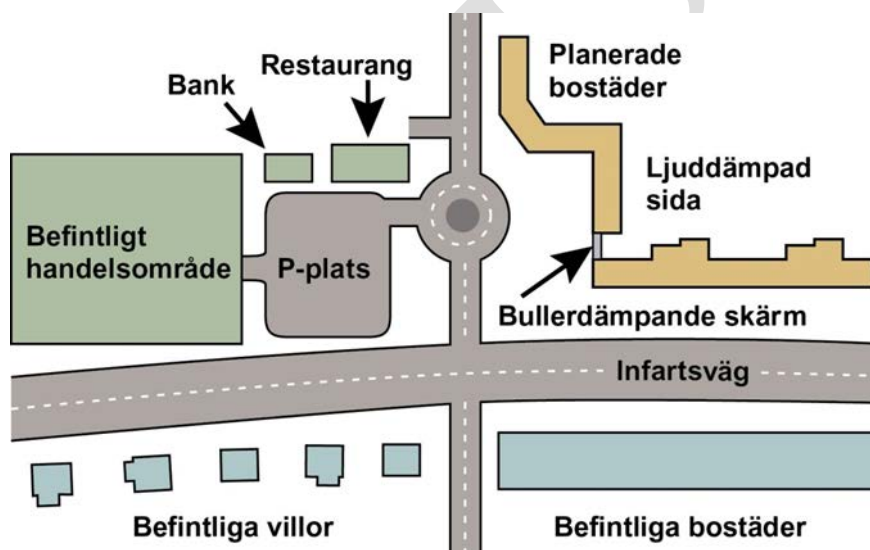 Planerade
bostäder
Restaurang
Bank
Ljuddämpad
sida
Befintligt
handelsområde
P-plats
Bullerdämpande skärm
Infartsväg
Befintliga villor
Befintliga bostäder